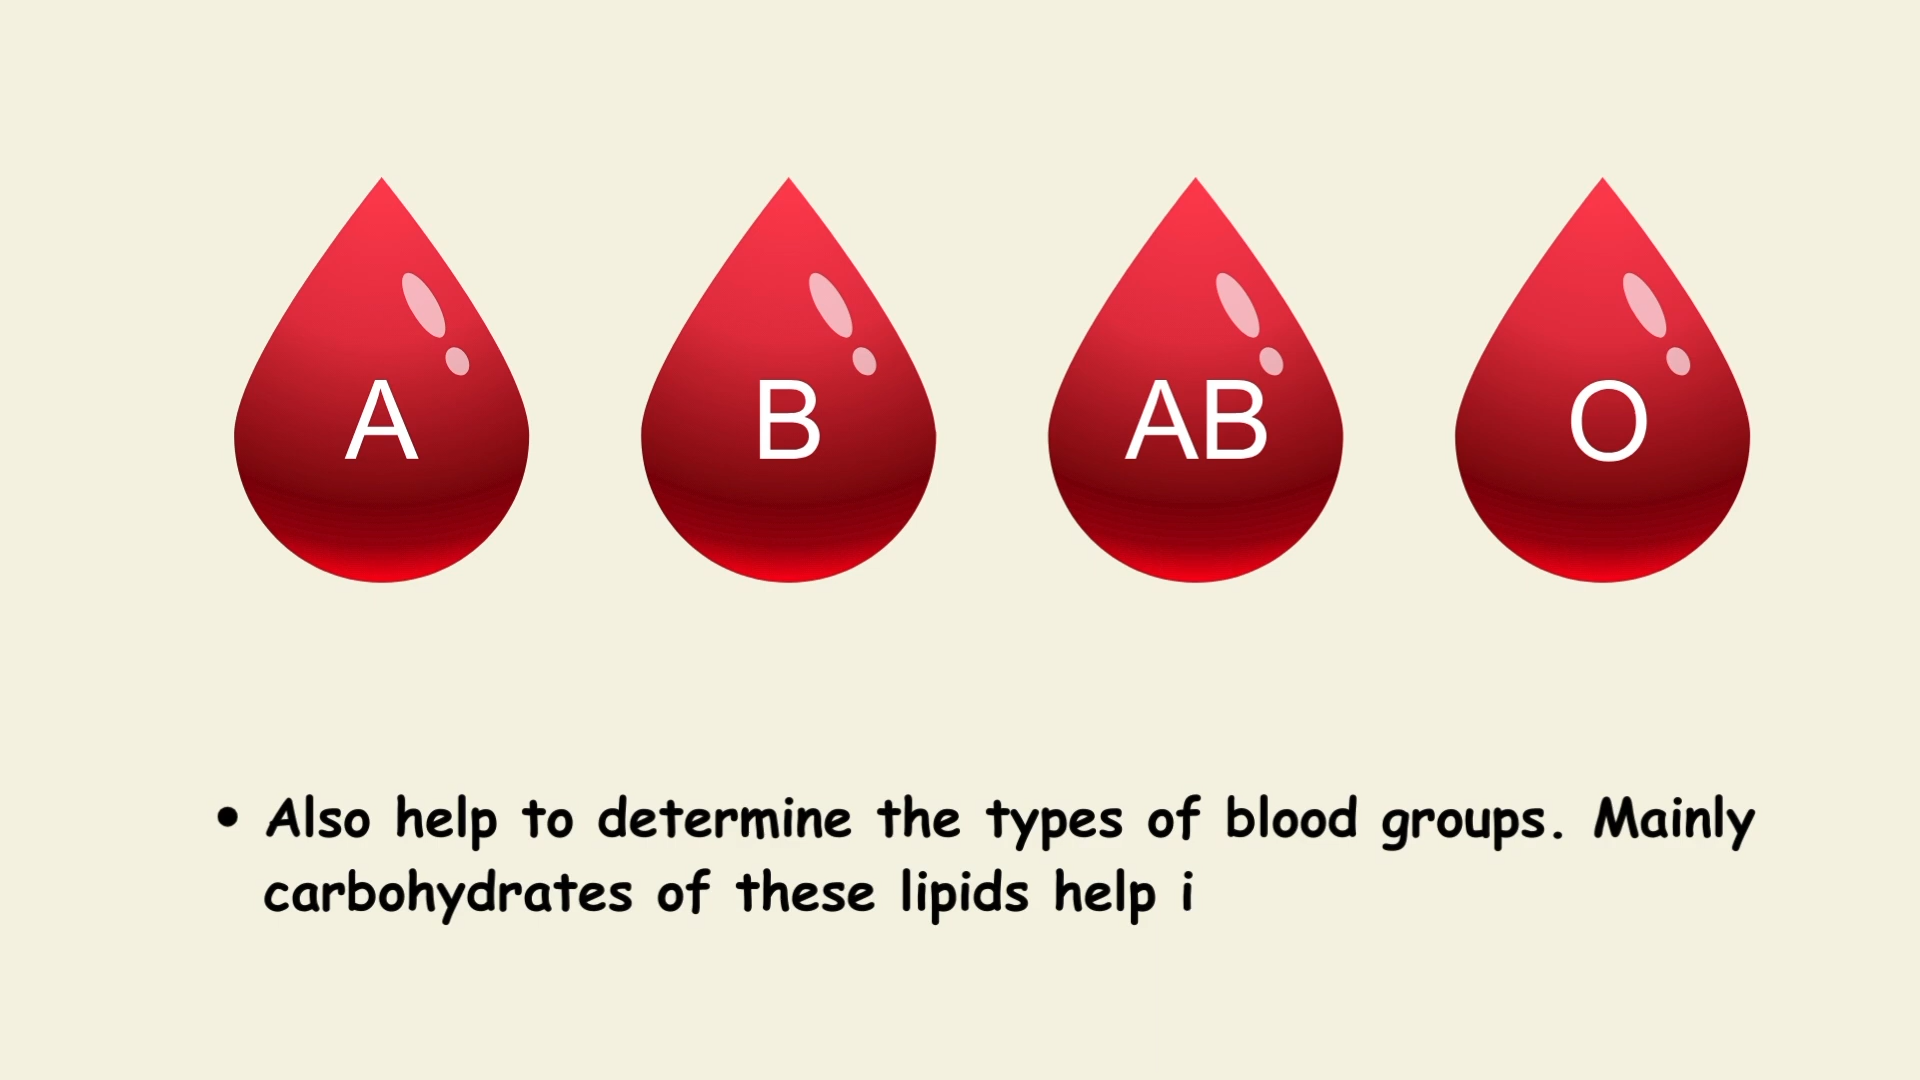 A B AB O
• Also help to determine the types of blood groups. Mainly
carbohydrates of these lipids help i